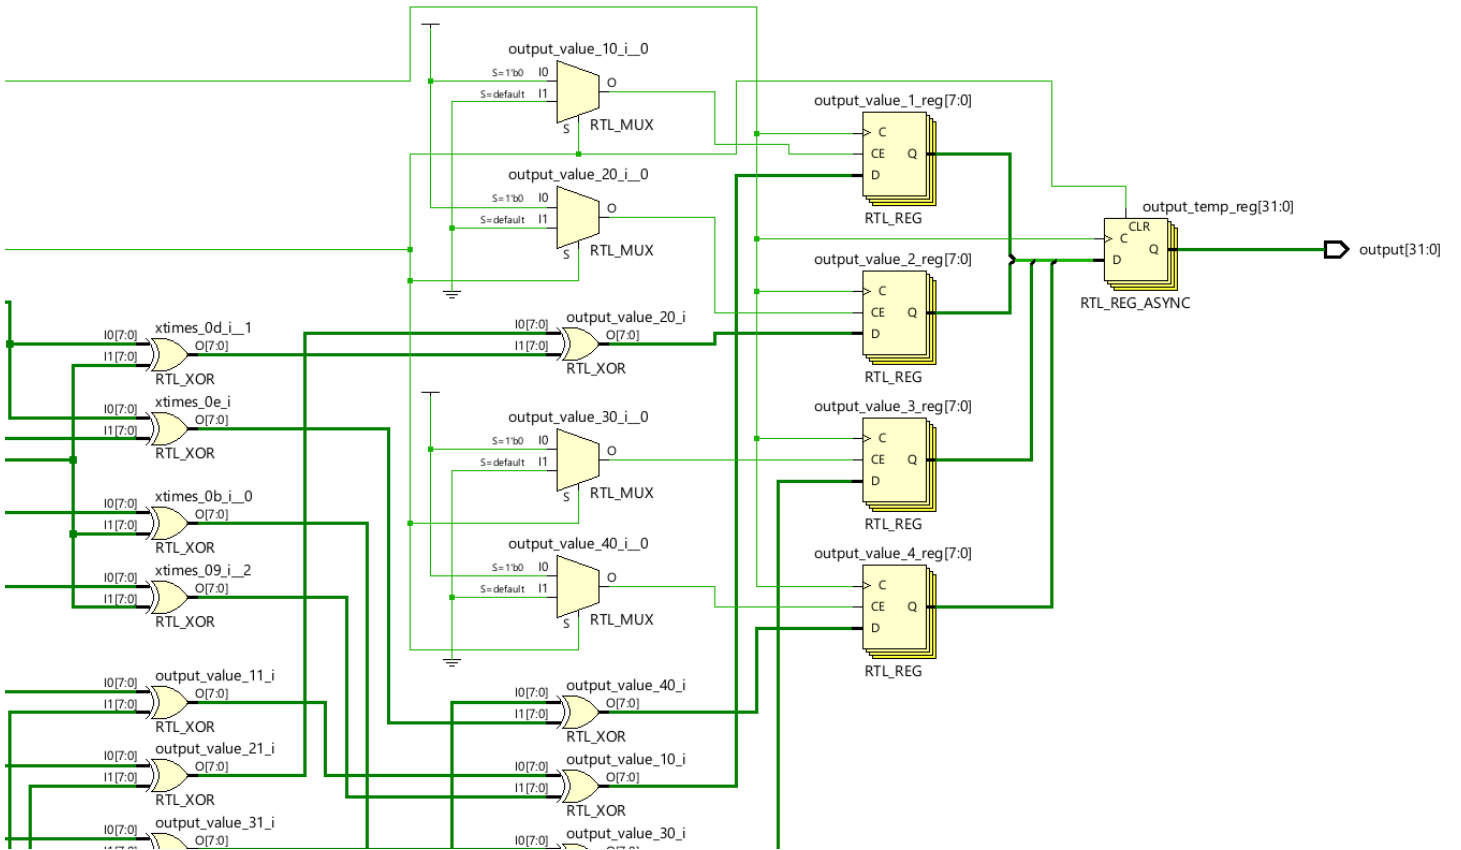 output_value_10_i__0
S=1'b0 I0
S=default I1
O
S
RTL_MUX
output_value_20_i__0
S=1'b0 I0
S=default I1
O
S
RTL_MUX
output_value_1_reg[7:0]
C
CE Q
D
RTL_REG
output_temp_reg[31:0]
CLR
C
Q
D
RTL_REG_ASYNC
output[31:0]
output_value_2_reg[7:0]
C
CE Q
D
RTL_REG
xtimes_0d_i__1
I0[7:0]
O[7:0]
I1[7:0]
RTL_XOR
output_value_20_i
I0[7:0]
O[7:0]
I1[7:0]
RTL_XOR
xtimes_0e_i
I0[7:0]
O[7:0]
I1[7:0]
RTL_XOR
output_value_30_i__0
S=1'b0 I0
S=default I1
O
S
RTL_MUX
output_value_3_reg[7:0]
C
CE Q
D
RTL_REG
xtimes_0b_i__0
I0[7:0]
O[7:0]
I1[7:0]
RTL_XOR
output_value_40_i__0
S=1'b0 I0
S=default I1
O
S
RTL_MUX
output_value_4_reg[7:0]
C
CE Q
D
RTL_REG
xtimes_09_i__2
I0[7:0]
O[7:0]
I1[7:0]
RTL_XOR
output_value_11_i
I0[7:0]
O[7:0]
I1[7:0]
RTL_XOR
output_value_40_i
I0[7:0]
O[7:0]
I1[7:0]
RTL_XOR
output_value_21_i
I0[7:0]
O[7:0]
I1[7:0]
RTL_XOR
output_value_10_i
I0[7:0]
O[7:0]
I1[7:0]
RTL_XOR
output_value_31_i
I0[7:0]
O[7:0]
output_value_30_i
I0[7:0]